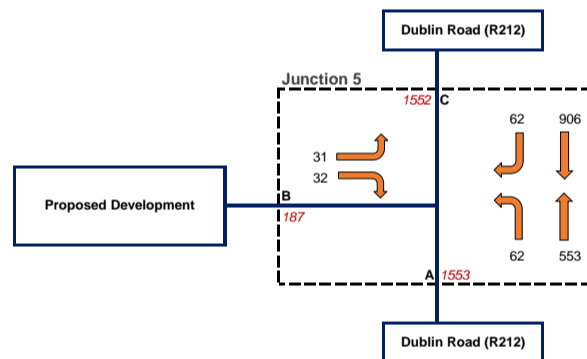 Dublin Road (R212)
Junction 5
1552 C
62 906
31
32
Proposed Development
B
187
62 553
A 1553
Dublin Road (R212)